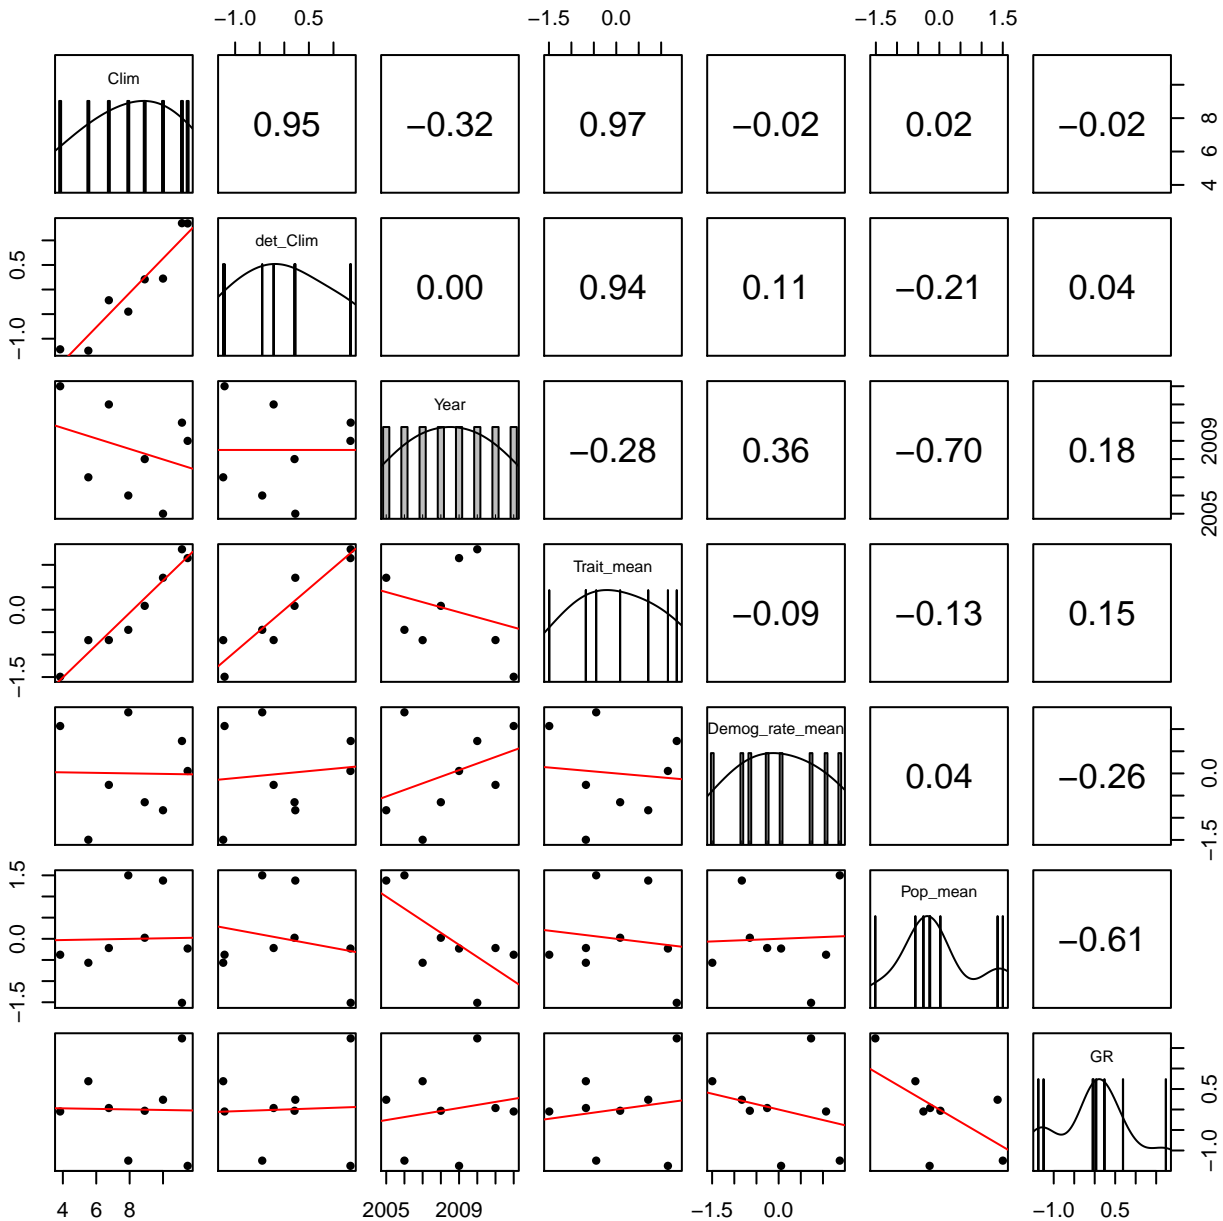 −1.0 0.5 −1.5 0.0 −1.5 0.0 1.5
Clim 0.95 −0.32 0.97 −0.02 0.02 −0.02 4 6 8
−1.0 0.5 det_Clim 0.00 0.94 0.11 −0.21 0.04
Year −0.28 0.36 −0.70 0.18 2005 2009
−1.5 0.0 Trait_mean −0.09 −0.13 0.15
Demog_rate_mean 0.04 −0.26 −1.5 0.0
−1.5 0.0 1.5 Pop_mean −0.61
GR −1.0 0.5
4 6 8 2005 2009 −1.5 0.0 −1.0 0.5